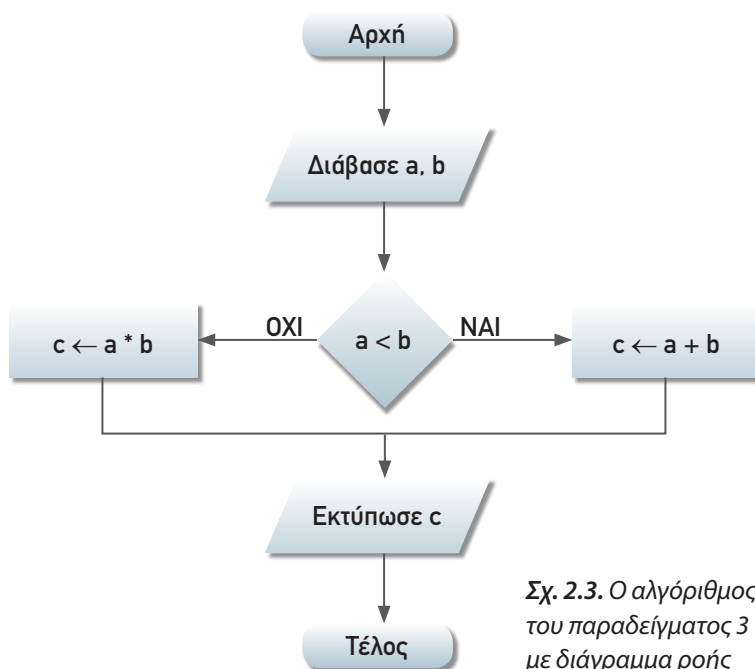 Αρχή
Διάβασε a, b
ΟΧΙ
a < b
ΝΑΙ
c ← a * b
c ← a + b
Εκτύπωσε c
Τέλος
Σχ. 2.3. Ο αλγόριθμος
του παραδείγματος 3
με διάγραμμα ροής